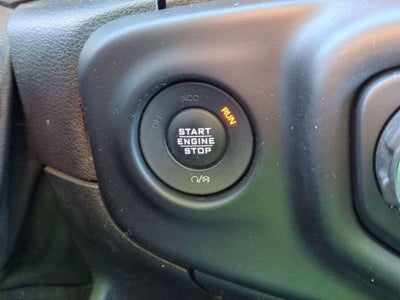 ACC
OFF
RUN
START
ENGINE
STOP